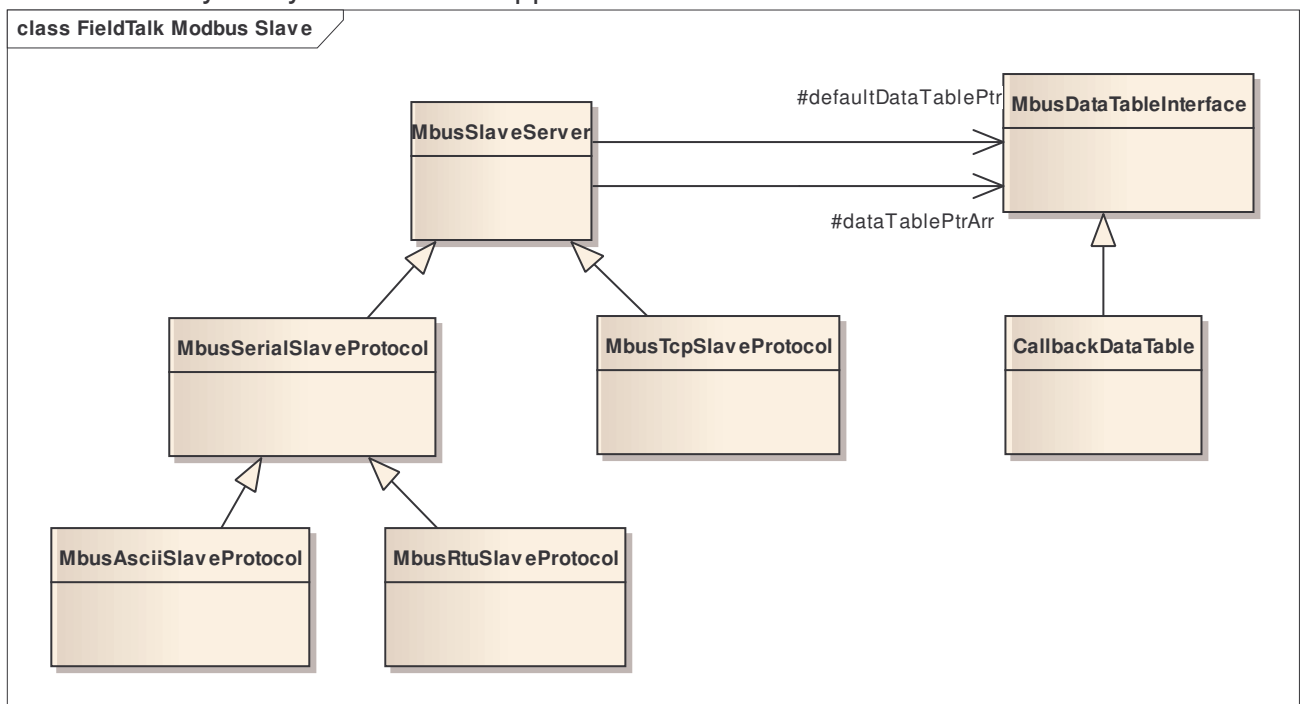 class FieldTalk Modbus Slave
#defaultDataTablePtr
MbusDataTableInterface
MbusSlaveServer
#dataTablePtrArr
MbusSerialSlaveProtocol
MbusTcpSlaveProtocol
CallbackDataTable
MbusAsciiSlaveProtocol
MbusRtuSlaveProtocol